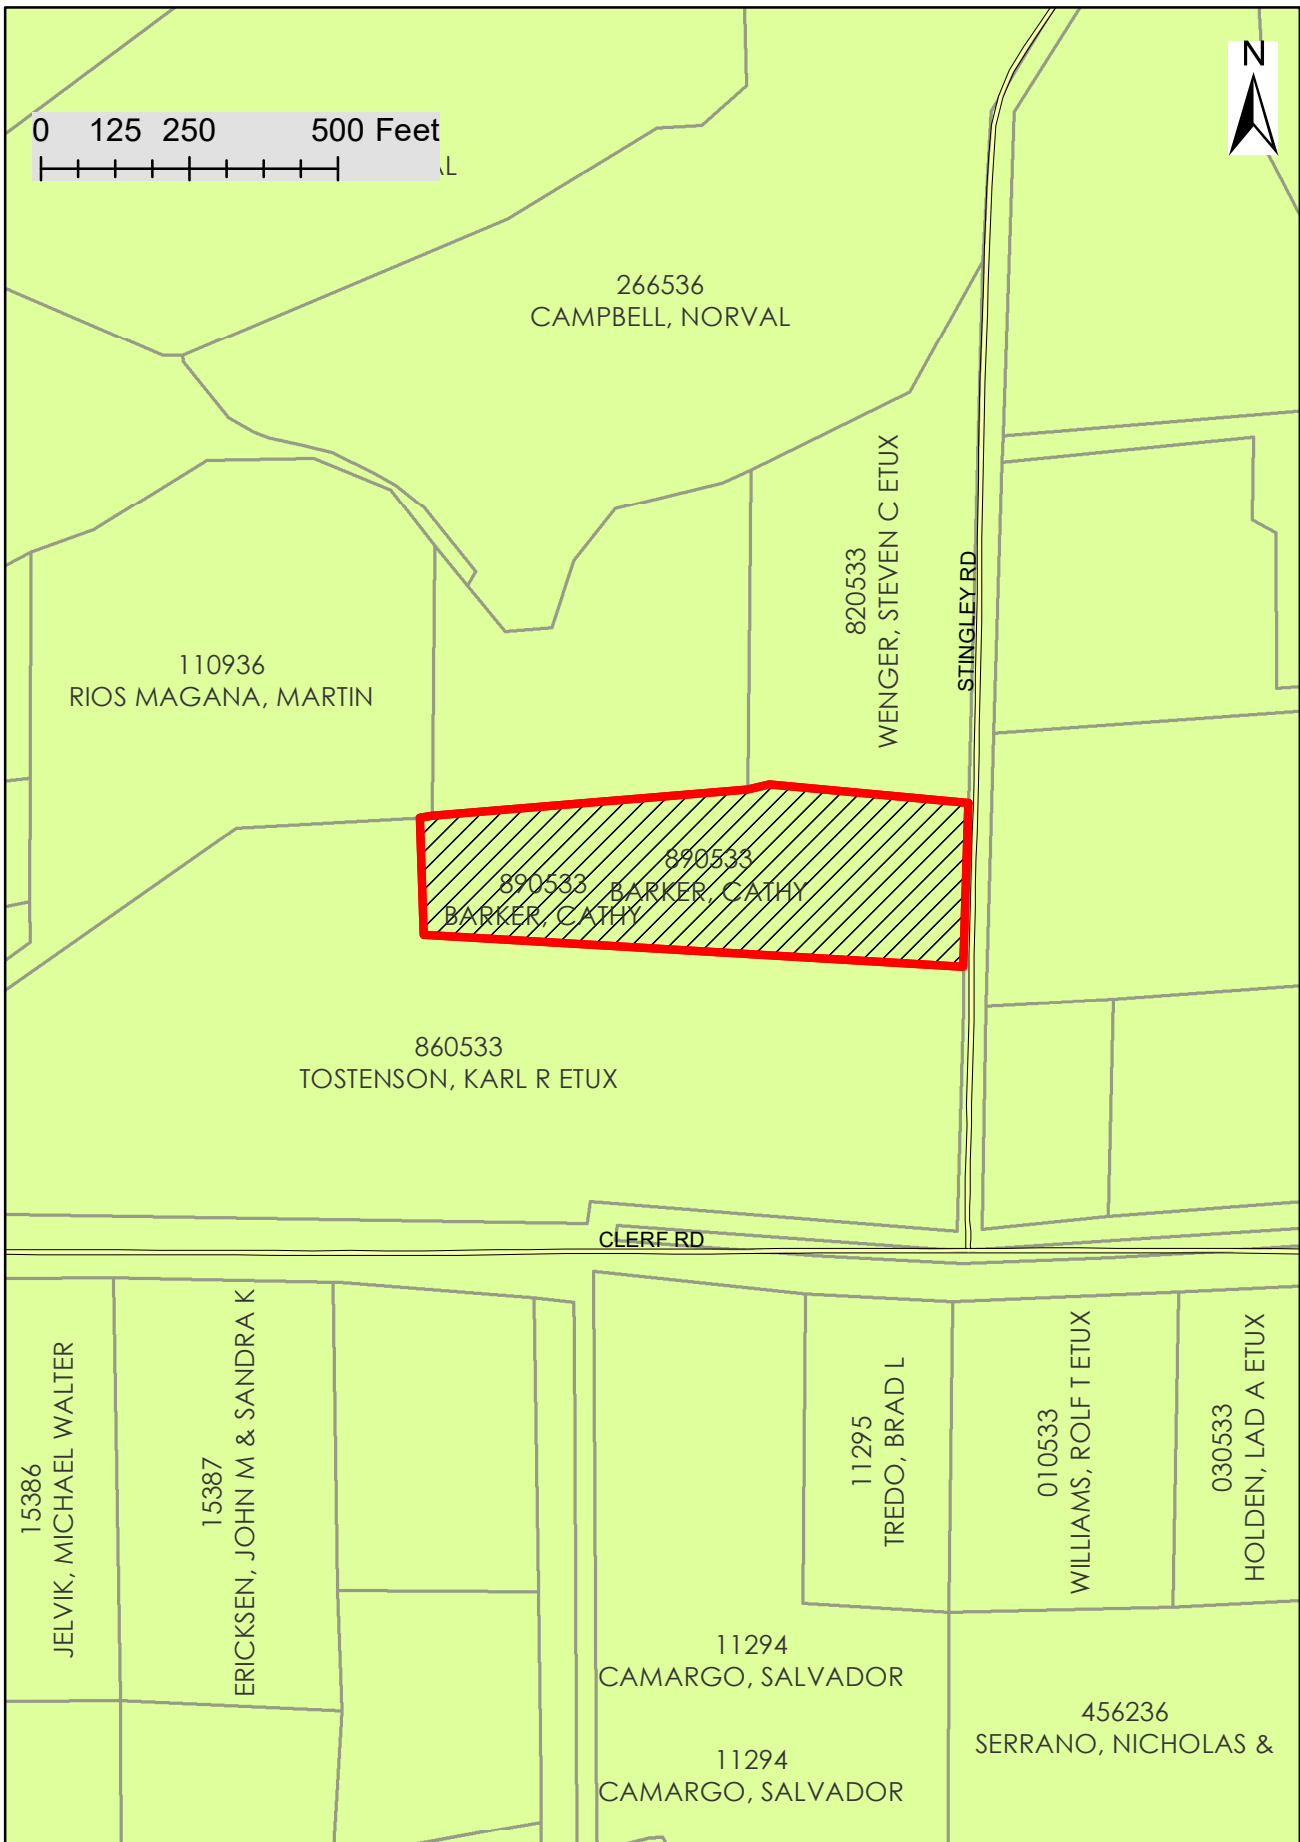 N
0 125 250 500 Feet
AL
266536
CAMPBELL, NORVAL
820533
WENGER, STEVEN C ETUX
STINGLEY RD
110936
RIOS MAGANA, MARTIN
890533
BARKER, CATHY
890533
BARKER, CATHY
860533
TOSTENSON, KARL R ETUX
CLERF RD
15386
JELVIK, MICHAEL WALTER
15387
ERICKSEN, JOHN M & SANDRA K
11295
TREDO, BRAD L
010533
WILLIAMS, ROLF T ETUX
030533
HOLDEN, LAD A ETUX
11294
CAMARGO, SALVADOR
456236
SERRANO, NICHOLAS &
11294
CAMARGO, SALVADOR